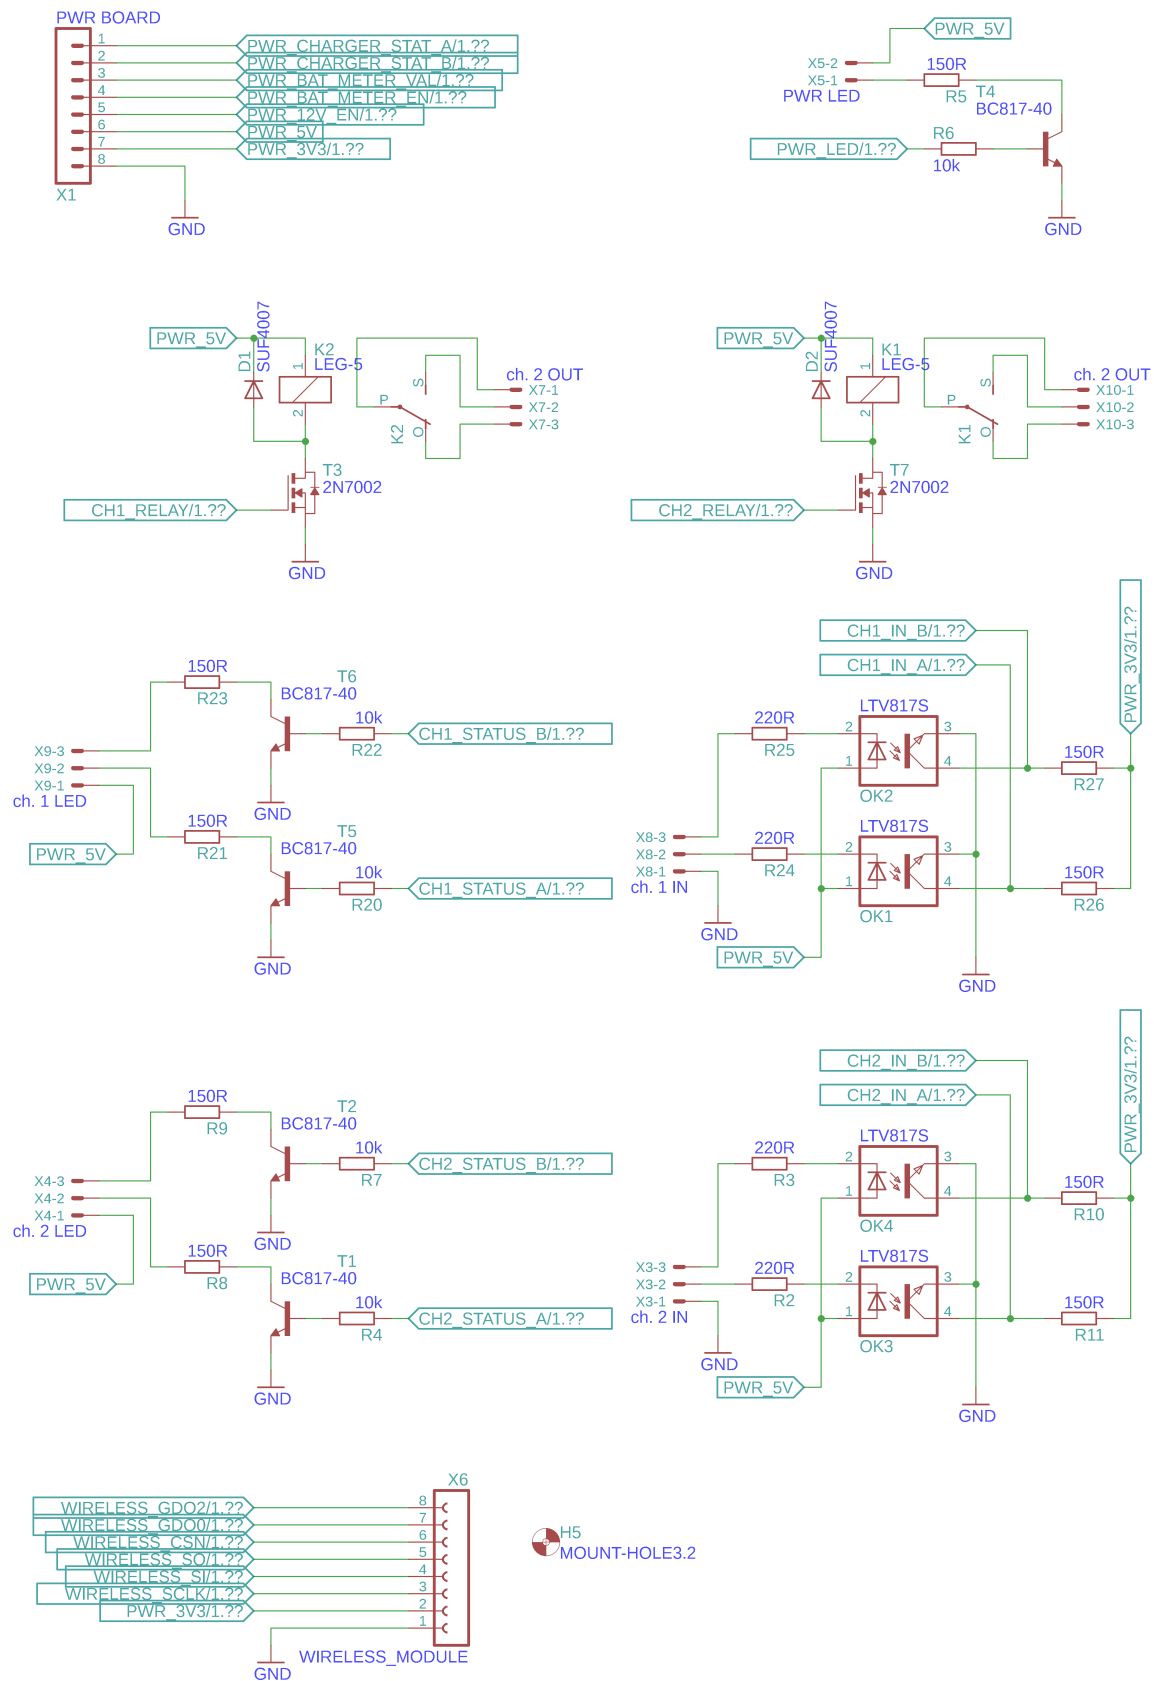 PWR BOARD
1
2
3
4
5
6
7
8
PWR_CHARGER_STAT_A/1.??
PWR_CHARGER_STAT_B/1.??
PWR_BAT_METER_VAL/1.??
PWR_BAT_METER_EN/1.??
PWR_12V_EN/1.??
PWR_5V
PWR_3V3/1.??
X1
GND
PWR_5V
X5-2
X5-1
PWR LED
150R
R5
T4
BC817-40
PWR_LED/1.??
R6
10k
GND
PWR_5V
D1
SUF4007
K2
LEG-5
1
2
P
S
O
K2
ch. 2 OUT
X7-1
X7-2
X7-3
T3
2N7002
CH1_RELAY/1.??
GND
PWR_5V
D2
SUF4007
K1
LEG-5
1
2
P
S
O
K1
ch. 2 OUT
X10-1
X10-2
X10-3
T7
2N7002
CH2_RELAY/1.??
GND
150R
R23
T6
BC817-40
10k
R22
CH1_STATUS_B/1.??
X9-3
X9-2
X9-1
ch. 1 LED
GND
PWR_5V
150R
R21
T5
BC817-40
10k
R20
CH1_STATUS_A/1.??
GND
CH1_IN_B/1.??
CH1_IN_A/1.??
PWR_3V3/1.??
LTV817S
220R
R25
2
1
3
4
OK2
150R
R27
X8-3
X8-2
X8-1
ch. 1 IN
LTV817S
220R
R24
2
1
3
4
OK1
150R
R26
GND
PWR_5V
GND
150R
R9
T2
BC817-40
10k
R7
CH2_STATUS_B/1.??
X4-3
X4-2
X4-1
ch. 2 LED
GND
PWR_5V
150R
R8
T1
BC817-40
10k
R4
CH2_STATUS_A/1.??
GND
CH2_IN_B/1.??
CH2_IN_A/1.??
PWR_3V3/1.??
LTV817S
220R
R3
2
1
3
4
OK4
150R
R10
X3-3
X3-2
X3-1
ch. 2 IN
LTV817S
220R
R2
2
1
3
4
OK3
150R
R11
GND
PWR_5V
GND
X6
WIRELESS_GDO2/1.??
WIRELESS_GDO0/1.??
WIRELESS_CSN/1.??
WIRELESS_SO/1.??
WIRELESS_SI/1.??
WIRELESS_SCLK/1.??
PWR_3V3/1.??
8
7
6
5
4
3
2
1
WIRELESS_MODULE
GND
H5
MOUNT-HOLE3.2